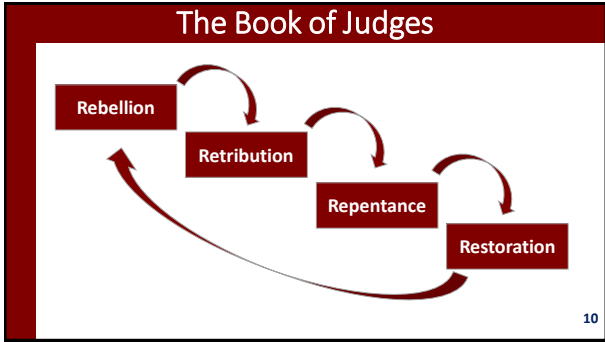 The Book of Judges
Rebellion
Retribution
Repentance
Restoration
10